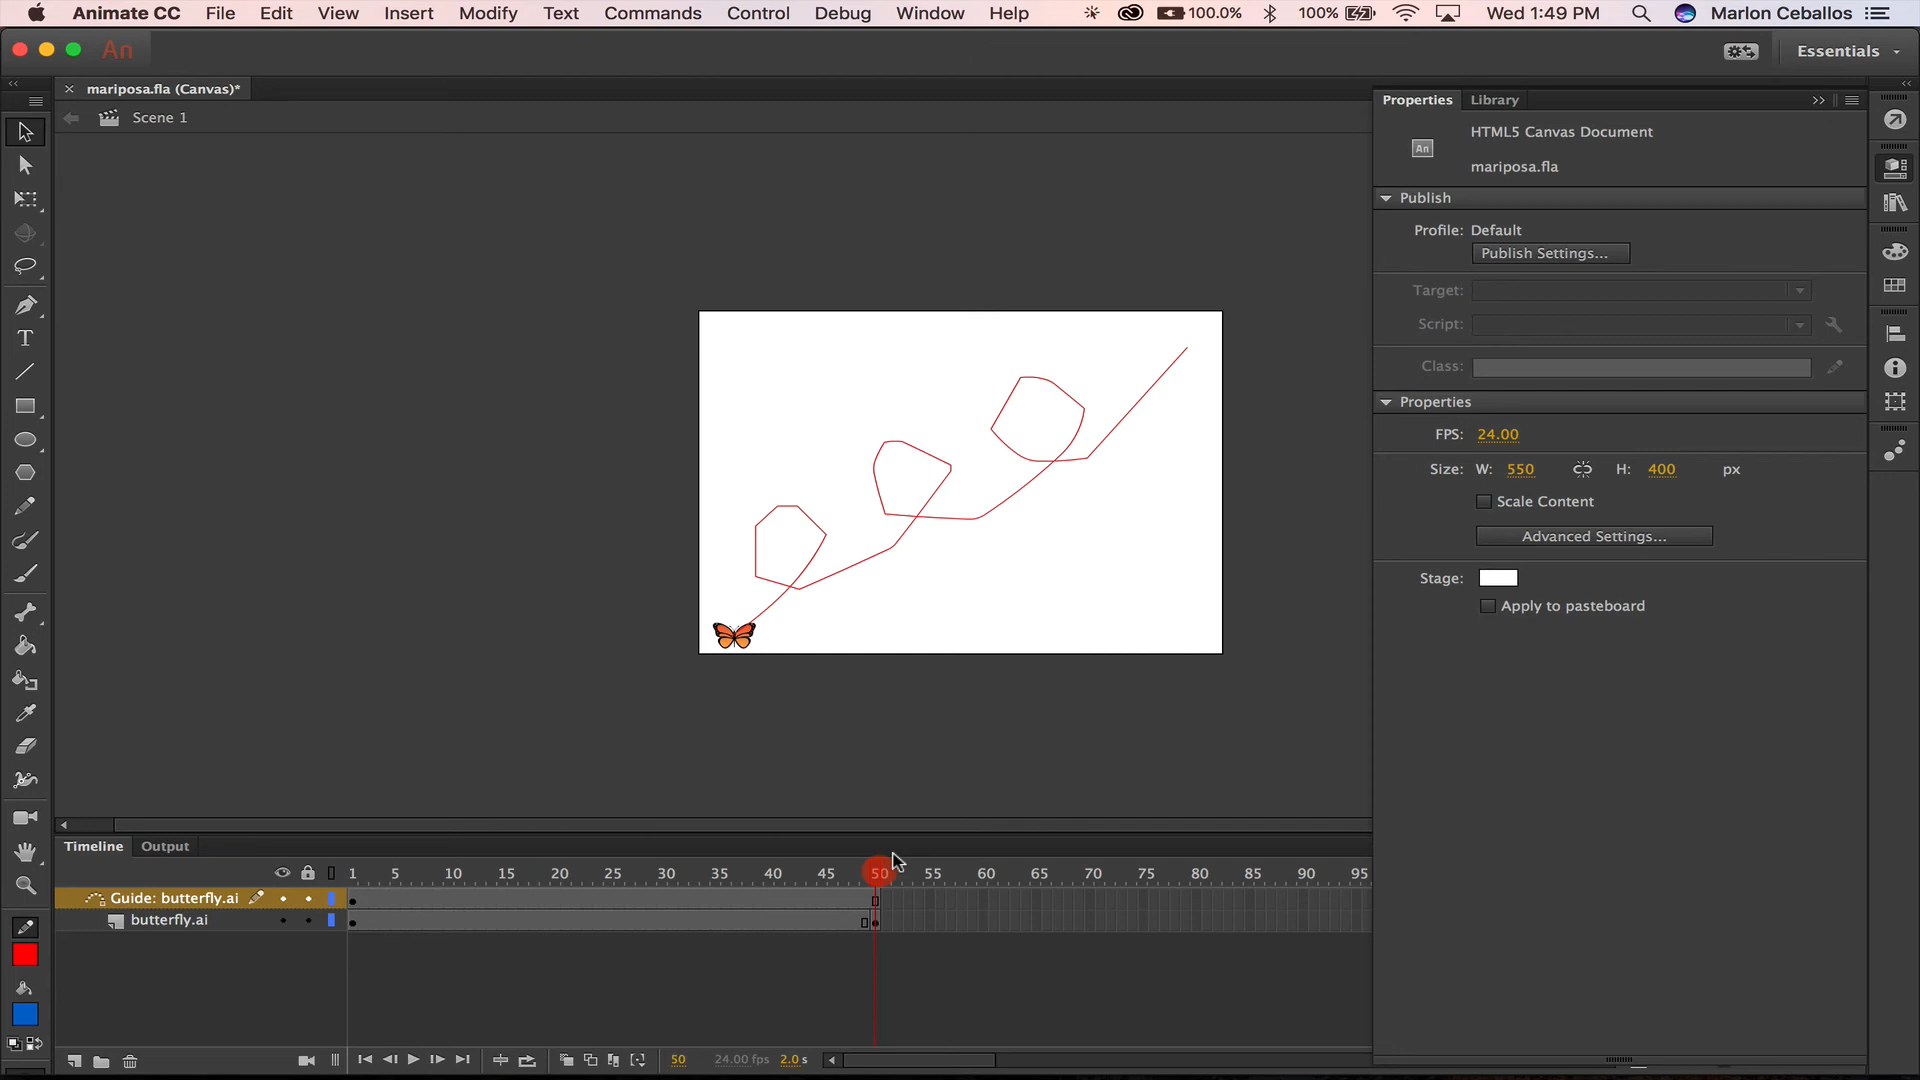 Animate CC File Edit View Insert Modify Text Commands Control Debug Window Help 100.0% 100% Wed 1:49 PM Marlon Ceballos
An Essentials
mariposa.fla (Canvas)*
Scene 1
Properties Library
HTML5 Canvas Document
An
mariposa.fla
Publish
Profile: Default
Publish Settings...
Target:
Script:
Class:
Properties
FPS: 24.00
Size: W: 550 H: 400 px
Scale Content
Advanced Settings...
Stage:
Apply to pasteboard
T
Timeline Output
1 5 10 15 20 25 30 35 40 45 50 55 60 65 70 75 80 85 90 95
Guide: butterfly.ai
butterfly.ai
50 24.00 fps 2.0 s